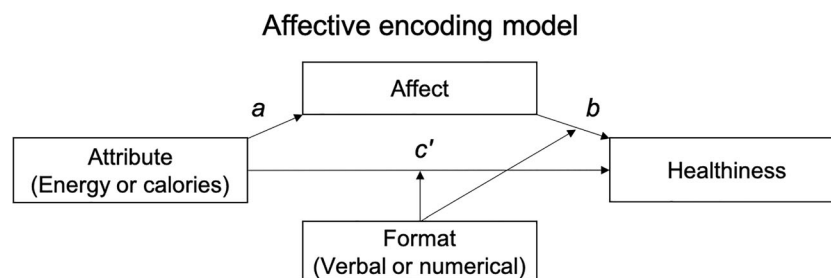 Affective encoding model
Affect
a
b
Attribute
(Energy or calories)
c'
Healthiness
Format
(Verbal or numerical)